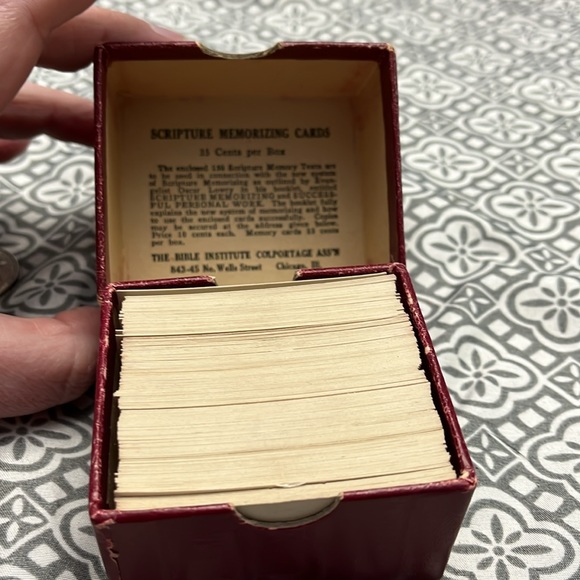 SCRIPTURE MEMORIZING CARDS
35 Cents per Box
The enclosed 150 Scripture Memory Texts are
to be used in connection with the new system
of Scripture Memorizing as outlined by Evan-
gelist Oscar Lowry in his booklet, entitled
SCRIPTURE MEMORIZING and SUCCESS-
FUL PERSONAL WORK. The booklet fully
explains the new system of memorizing and how
to use the enclosed cards successfully. Copies
may be secured at the address given below.
Price 10 cents each. Memory cards 35 cents
per box.
THE BIBLE INSTITUTE COLPORTAGE ASS'N
843-45 No. Wells Street Chicago, Ill.